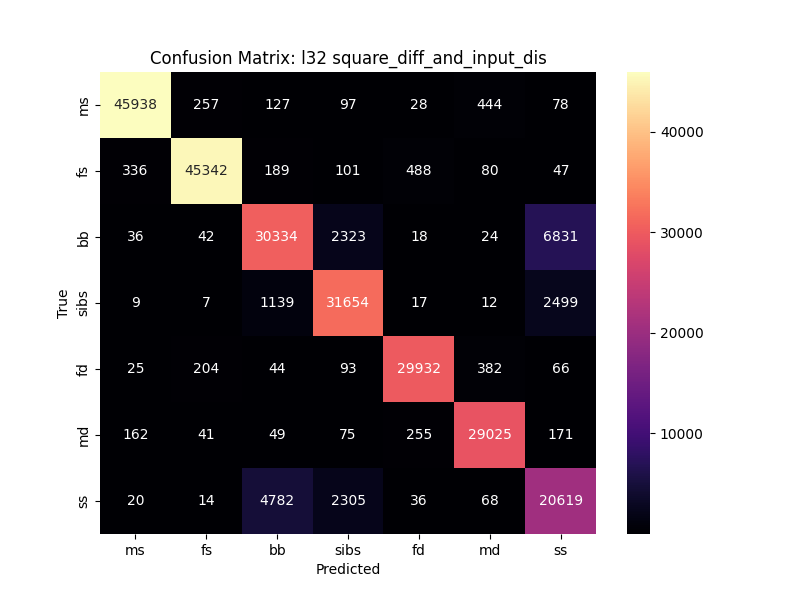 Confusion Matrix: l32 square_diff_and_input_dis
ms 45938 257 127 97 28 444 78
fs 336 45342 189 101 488 80 47
bb 36 42 30334 2323 18 24 6831
sibs 9 7 1139 31654 17 12 2499
fd 25 204 44 93 29932 382 66
md 162 41 49 75 255 29025 171
ss 20 14 4782 2305 36 68 20619
ms fs bb sibs fd md ss
Predicted
True
40000
30000
20000
10000